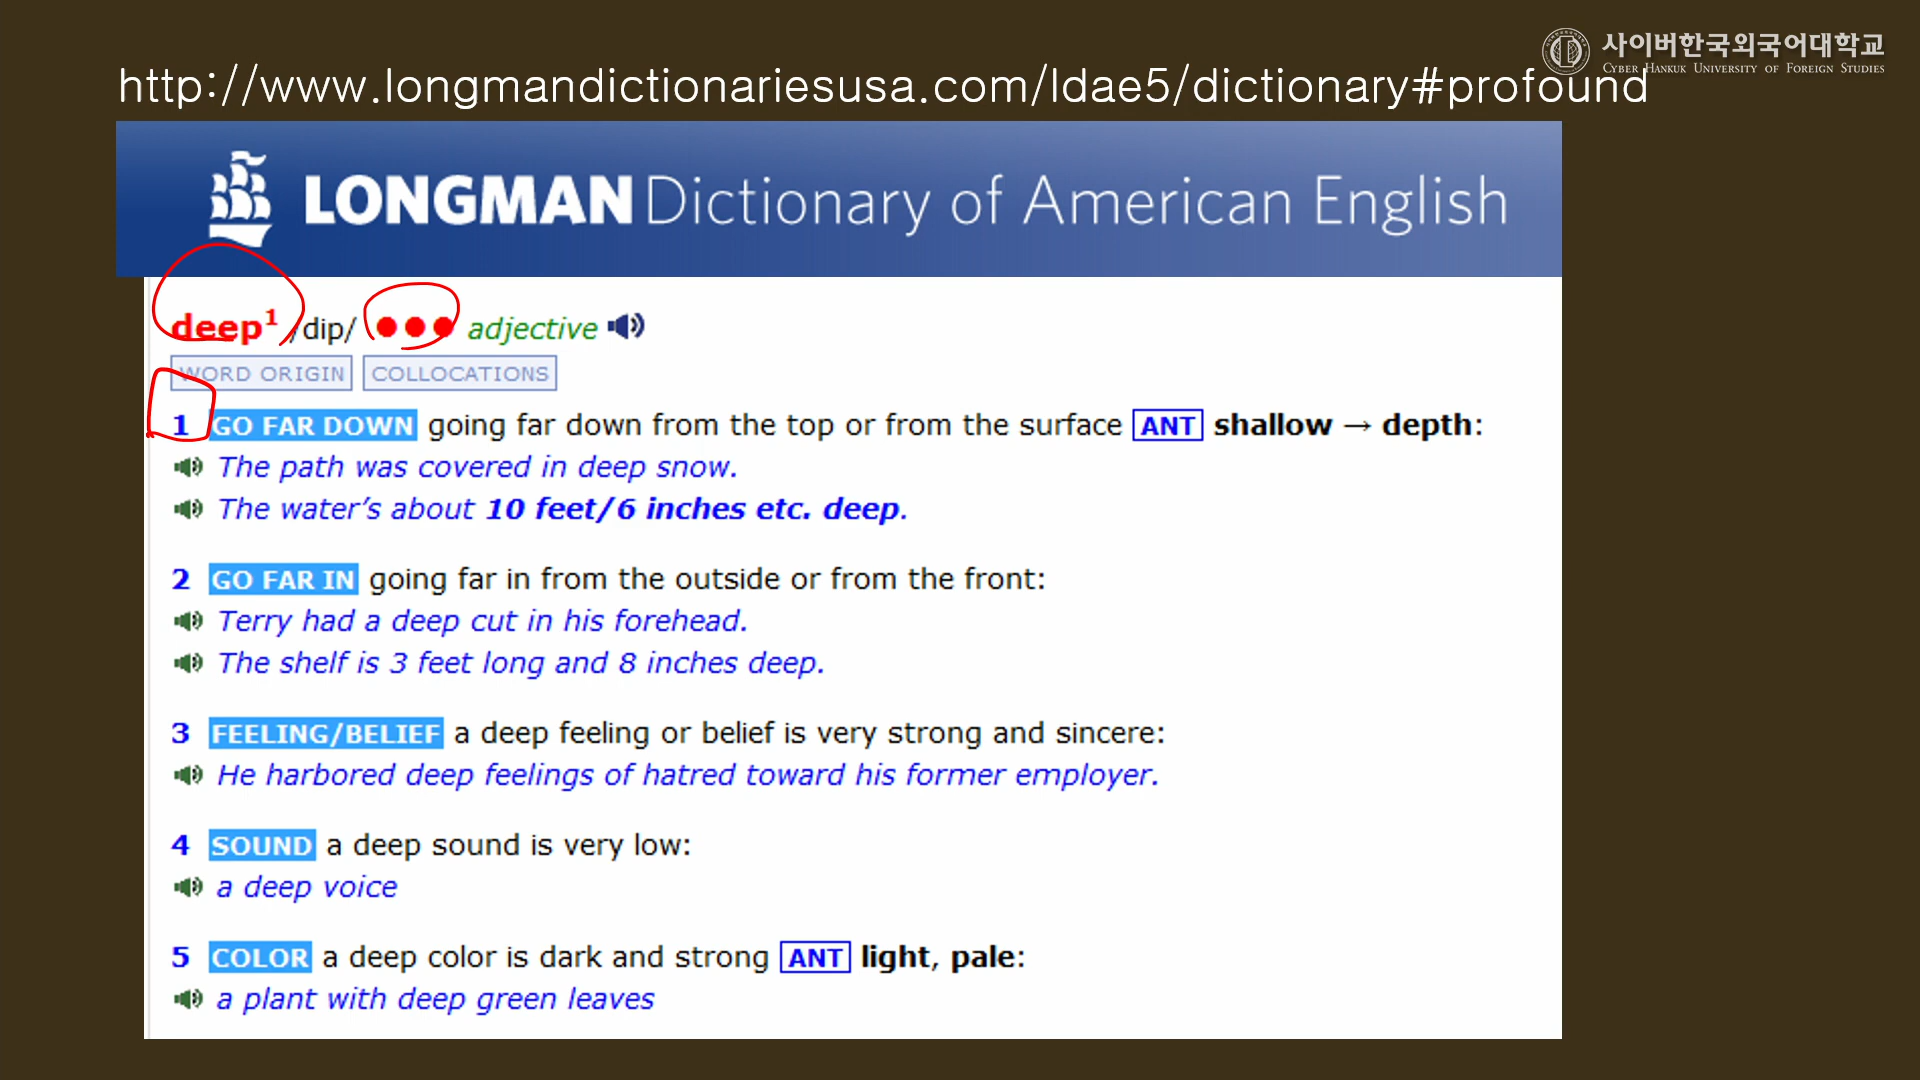 사이버한국외국어대학교
CYBER HANKUK UNIVERSITY OF FOREIGN STUDIES
http://www.longmandictionariesusa.com/ldae5/dictionary#profound
LONGMAN Dictionary of American English
deep1 /dip/ ●●● adjective
WORD ORIGIN COLLOCATIONS
1 GO FAR DOWN going far down from the top or from the surface ANT shallow → depth:
The path was covered in deep snow.
The water's about 10 feet/6 inches etc. deep.
2 GO FAR IN going far in from the outside or from the front:
Terry had a deep cut in his forehead.
The shelf is 3 feet long and 8 inches deep.
3 FEELING/BELIEF a deep feeling or belief is very strong and sincere:
He harbored deep feelings of hatred toward his former employer.
4 SOUND a deep sound is very low:
a deep voice
5 COLOR a deep color is dark and strong ANT light, pale:
a plant with deep green leaves